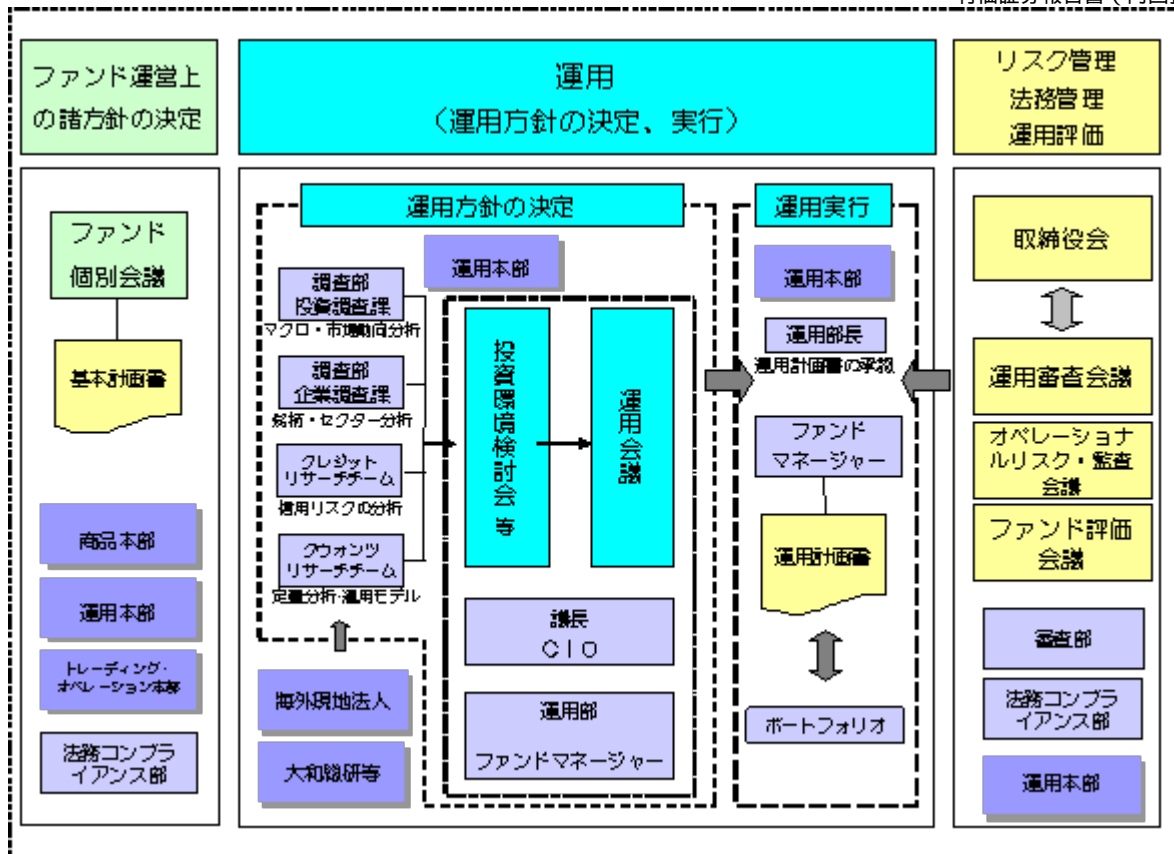 有価証券報告書（内国投
ファンド運営上
の諸方針の決定
運用
（運用方針の決定、実行）
リスク管理
法務管理
運用評価
ファンド
個別会議
基本計画書
商品本部
運用本部
トレーディング・
オペレーション本部
法務コンプラ
イアンス部
運用方針の決定
運用本部
調査部
投資調査課
マクロ・市場動向分析
調査部
企業調査課
銘柄・セクター分析
クレジット
リサーチチーム
信用リスクの分析
クウォンツ
リサーチチーム
定量分析・運用モデル
海外現地法人
大和総研等
投資環境検討会 等
運用会議
議長
CIO
運用部
ファンドマネージャー
運用実行
運用本部
運用部長
運用計画書の承認
ファンド
マネージャー
運用計画書
ポートフォリオ
取締役会
運用審査会議
オペレーショナ
ルリスク・監査
会議
ファンド評価
会議
審査部
法務コンプラ
イアンス部
運用本部